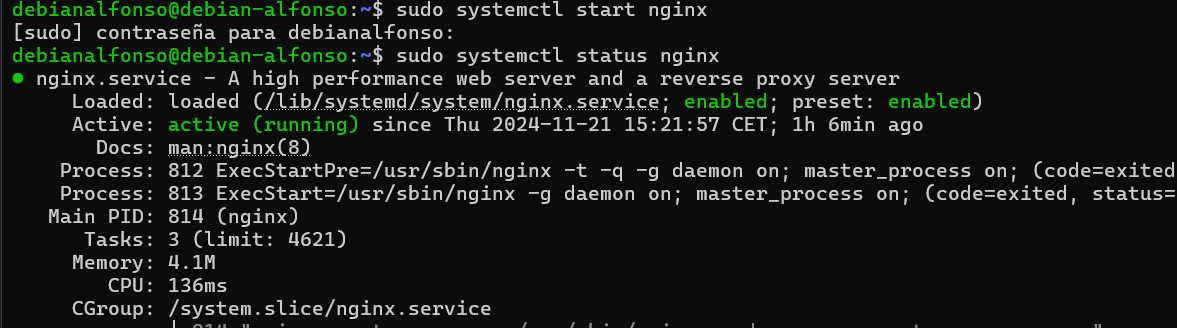 debianalfonso@debian-alfonso:~$ sudo systemctl start nginx
[sudo] contraseña para debianalfonso:
debianalfonso@debian-alfonso:~$ sudo systemctl status nginx
● nginx.service - A high performance web server and a reverse proxy server
Loaded: loaded (/lib/systemd/system/nginx.service; enabled; preset: enabled)
Active: active (running) since Thu 2024-11-21 15:21:57 CET; 1h 6min ago
Docs: man:nginx(8)
Process: 812 ExecStartPre=/usr/sbin/nginx -t -q -g daemon on; master_process on; (code=exited
Process: 813 ExecStart=/usr/sbin/nginx -g daemon on; master_process on; (code=exited, status=
Main PID: 814 (nginx)
Tasks: 3 (limit: 4621)
Memory: 4.1M
CPU: 136ms
CGroup: /system.slice/nginx.service